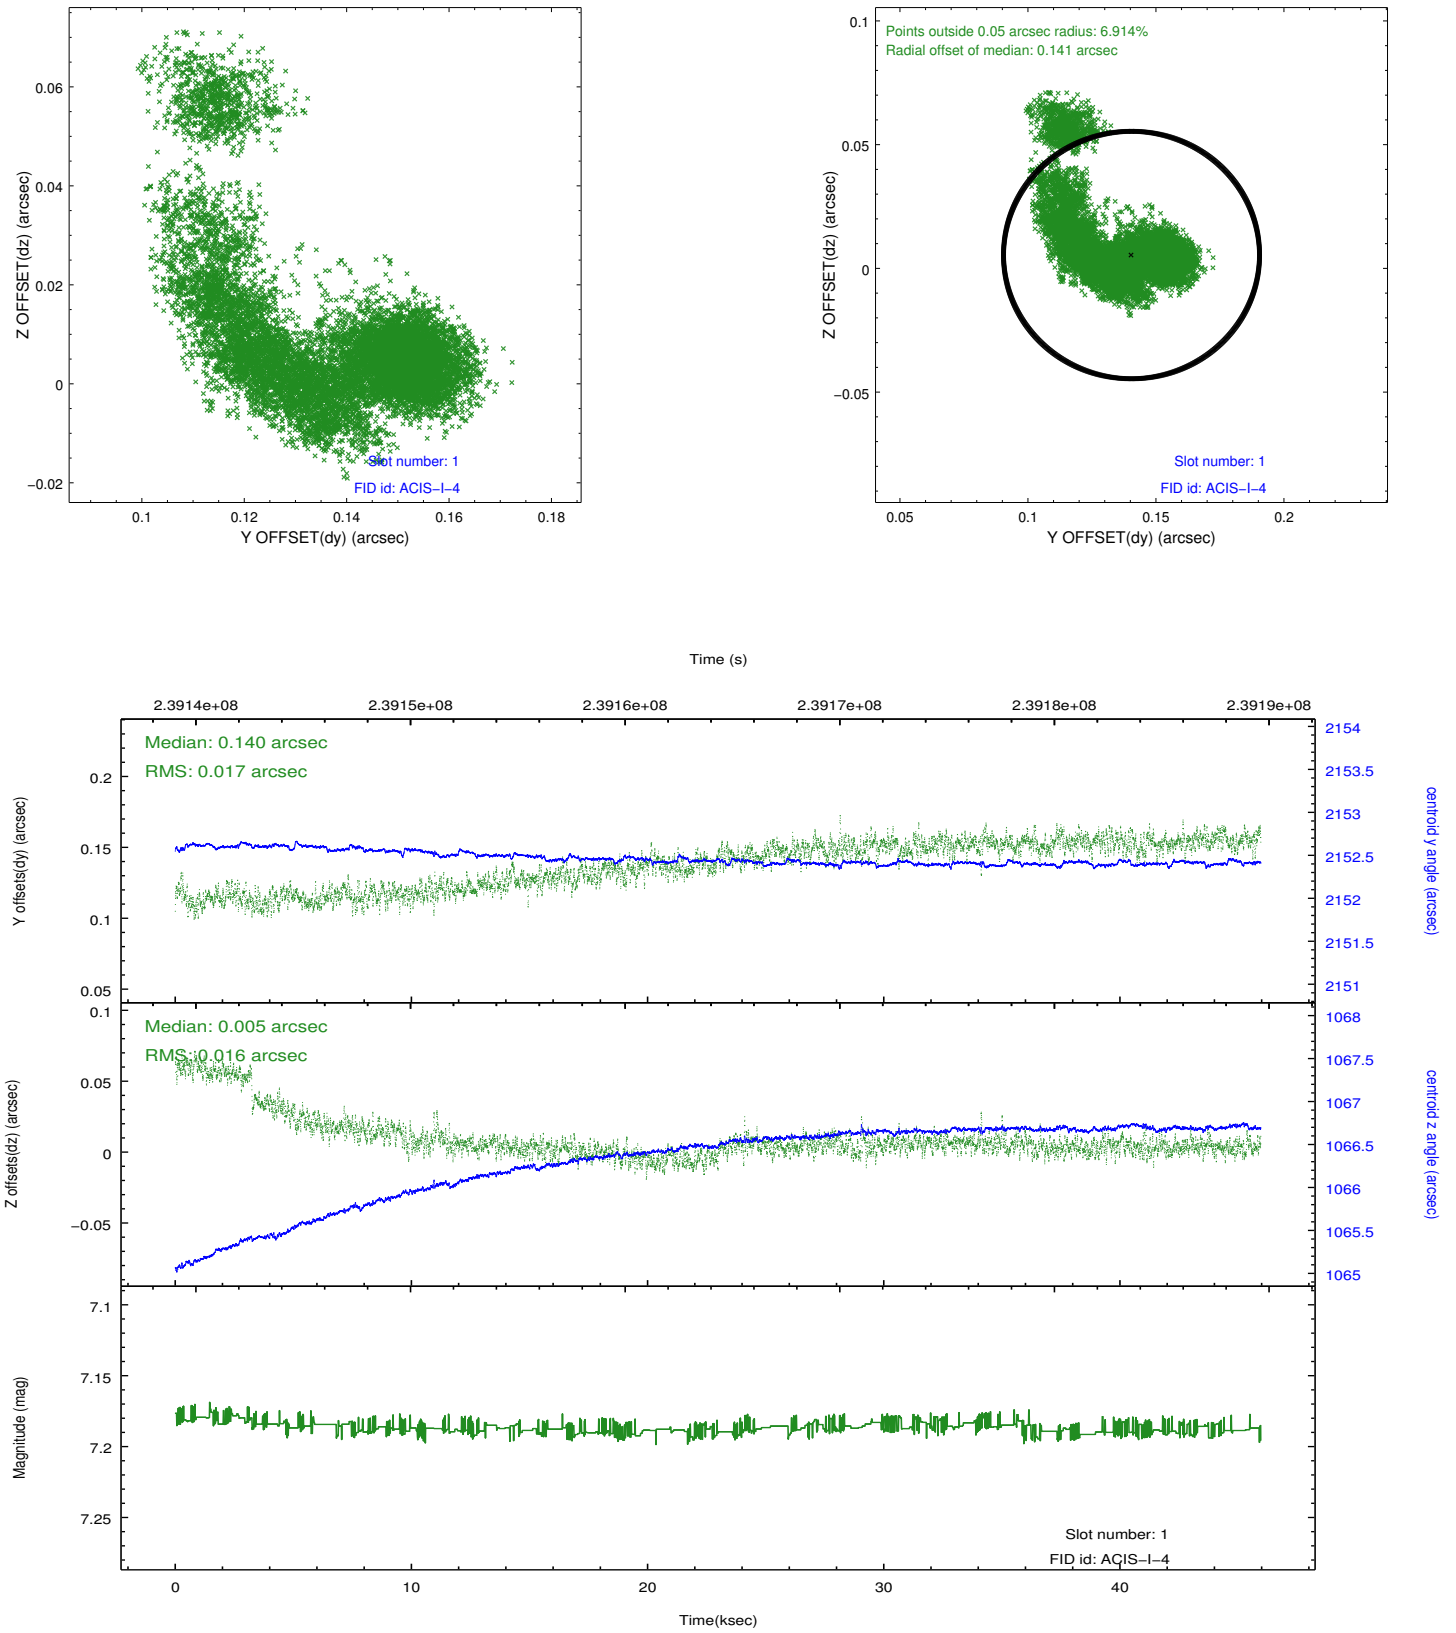 0.06
0.04
0.02
0
−0.02
Z OFFSET(dz) (arcsec)
Slot number: 1
FID id: ACIS−I−4
0.1
0.12
0.14
0.16
0.18
Y OFFSET(dy) (arcsec)
Points outside 0.05 arcsec radius: 6.914%
Radial offset of median: 0.141 arcsec
0.1
0.05
0
−0.05
Z OFFSET(dz) (arcsec)
Slot number: 1
FID id: ACIS−I−4
0.05
0.1
0.15
0.2
Y OFFSET(dy) (arcsec)
Time (s)
2.3914e+08
2.3915e+08
2.3916e+08
2.3917e+08
2.3918e+08
2.3919e+08
Median: 0.140 arcsec
RMS: 0.017 arcsec
0.2
0.15
0.1
0.05
Y offsets(dy) (arcsec)
2154
2153.5
2153
2152.5
2152
2151.5
2151
centroid y angle (arcsec)
Median: 0.005 arcsec
RMS: 0.016 arcsec
0.1
0.05
0
−0.05
Z offsets(dz) (arcsec)
1068
1067.5
1067
1066.5
1066
1065.5
1065
centroid z angle (arcsec)
7.1
7.15
7.2
7.25
Magnitude (mag)
Slot number: 1
FID id: ACIS−I−4
0
10
20
30
40
Time(ksec)